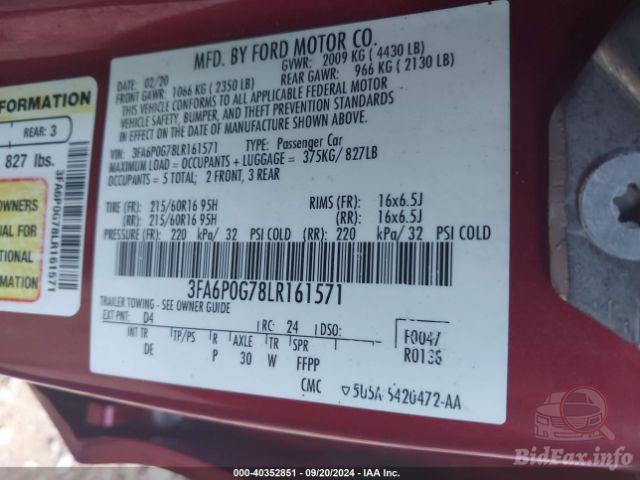 MFD. BY FORD MOTOR CO.
DATE: 02/20 GVWR: 2009 KG ( 4430 LB)
FRONT GAWR: 1066 KG ( 2350 LB) REAR GAWR: 966 KG ( 2130 LB)
THIS VEHICLE CONFORMS TO ALL APPLICABLE FEDERAL MOTOR
VEHICLE SAFETY, BUMPER, AND THEFT PREVENTION STANDARDS
IN EFFECT ON THE DATE OF MANUFACTURE SHOWN ABOVE.
VIN: 3FA6P0G78LR161571 TYPE: Passenger Car
MAXIMUM LOAD = OCCUPANTS + LUGGAGE = 375KG/827LB
OCCUPANTS = 5 TOTAL; 2 FRONT, 3 REAR
TIRE (FR): 215/60R16 95H RIMS (FR): 16x6.5J
(RR): 215/60R16 95H (RR): 16x6.5J
PRESSURE (FR): 220 kPa/ 32 PSI COLD (RR): 220 kPa/ 32 PSI COLD
3FA6P0G78LR161571
TRAILER TOWING - SEE OWNER GUIDE
EXT PNT: D4 RC: 24 DSO:
INT TR TP/PS R AXLE TR SPR
DE P 30 W FFPP
F0047
R0136
CMC 5U5A-5420472-AA
FORMATION
REAR: 3
827 lbs.
OWNERS
UAL FOR
TIONAL
MATION
3FA6P0G78LR161571
BidFax.info
000-40352851 - 09/20/2024 - IAA Inc.